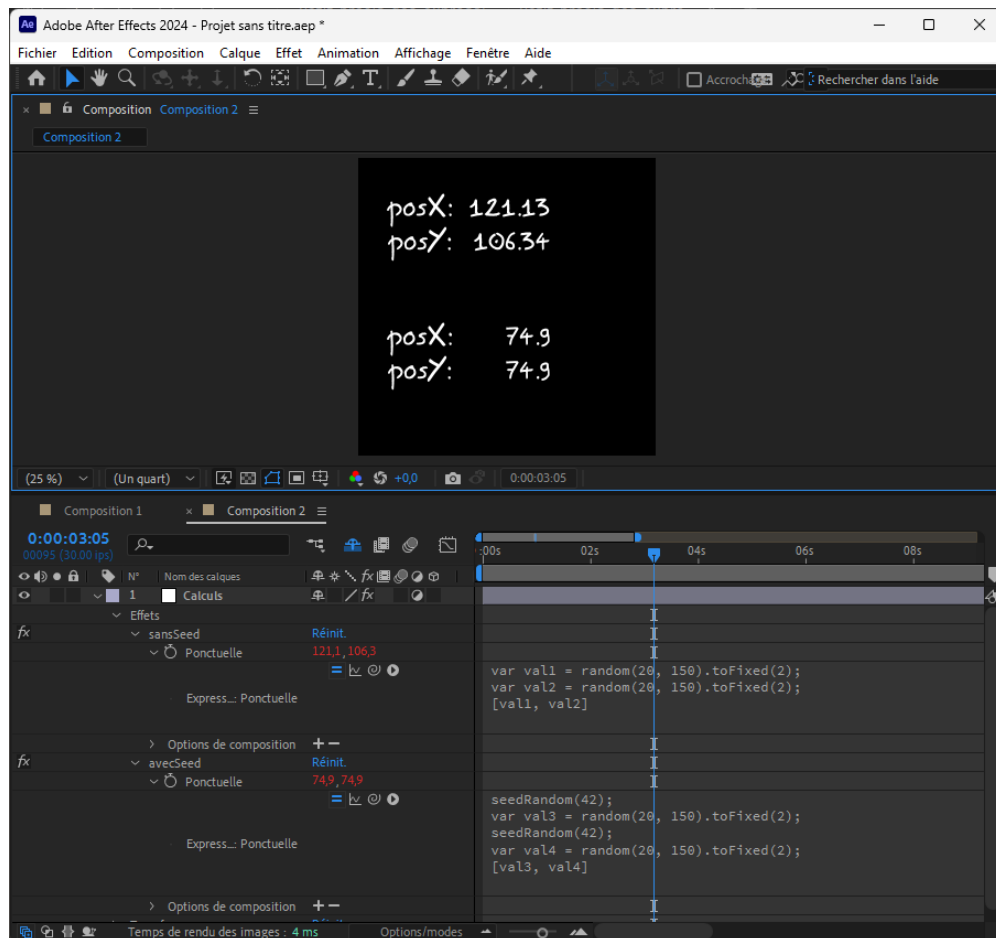 Ae Adobe After Effects 2024 - Projet sans titre.aep *
Fichier Edition Composition Calque Effet Animation Affichage Fenêtre Aide
Accroch Rechercher dans l'aide
× Composition Composition 2
Composition 2
posX: 121.13
posY: 106.34
posX: 74.9
posY: 74.9
(25 %) (Un quart) +0,0 0:00:03:05
Composition 1 × Composition 2
0:00:03:05
00095 (30.00 ips)
:00s 02s 04s 06s 08s
N° Nom des calques fx
1 Calculs fx
Effets
fx sansSeed Réinit.
Ponctuelle 121,1,106,3
var val1 = random(20, 150).toFixed(2);
var val2 = random(20, 150).toFixed(2);
Express...: Ponctuelle [val1, val2]
Options de composition +−
fx avecSeed Réinit.
Ponctuelle 74,9,74,9
seedRandom(42);
var val3 = random(20, 150).toFixed(2);
seedRandom(42);
Express...: Ponctuelle var val4 = random(20, 150).toFixed(2);
[val3, val4]
Options de composition +−
Temps de rendu des images : 4 ms Options/modes